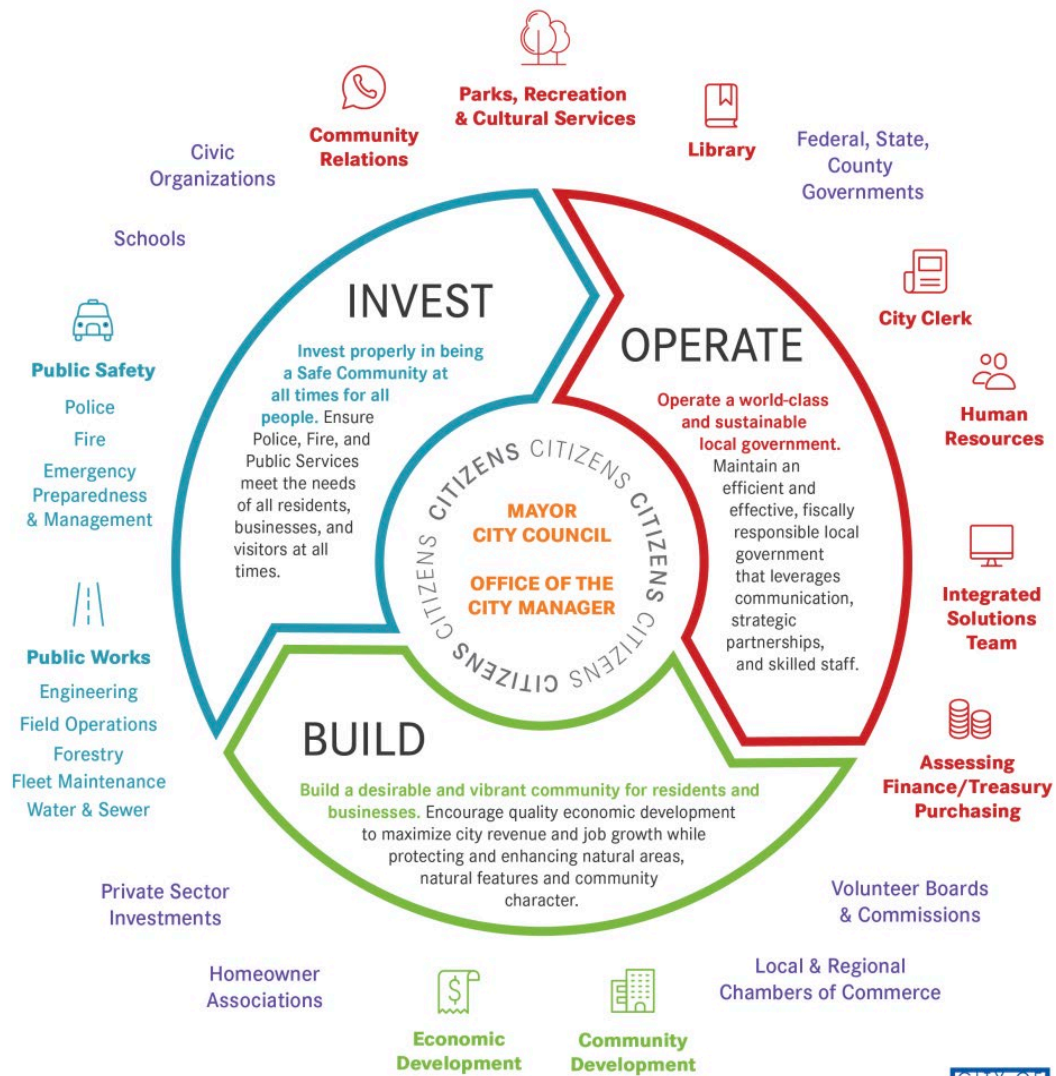 Parks, Recreation
& Cultural Services
Community
Relations
Library
Civic
Organizations
Federal, State,
County
Governments
Schools
City Clerk
Public Safety
Police
Fire
Emergency
Preparedness
& Management
Human
Resources
Public Works
Engineering
Field Operations
Forestry
Fleet Maintenance
Water & Sewer
Integrated
Solutions
Team
Assessing
Finance/Treasury
Purchasing
INVEST
Invest properly in being
a Safe Community at
all times for all
people. Ensure
Police, Fire, and
Public Services
meet the needs
of all residents,
businesses, and
visitors at all
times.
OPERATE
Operate a world-class
and sustainable
local government.
Maintain an
efficient and
effective, fiscally
responsible local
government
that leverages
communication,
strategic
partnerships,
and skilled staff.
CITIZENS CITIZENS CITIZENS CITIZENS CITIZENS CITIZENS
MAYOR
CITY COUNCIL
OFFICE OF THE
CITY MANAGER
BUILD
Build a desirable and vibrant community for residents and
businesses. Encourage quality economic development
to maximize city revenue and job growth while
protecting and enhancing natural areas,
natural features and community
character.
Private Sector
Investments
Volunteer Boards
& Commissions
Homeowner
Associations
Local & Regional
Chambers of Commerce
Economic
Development
Community
Development